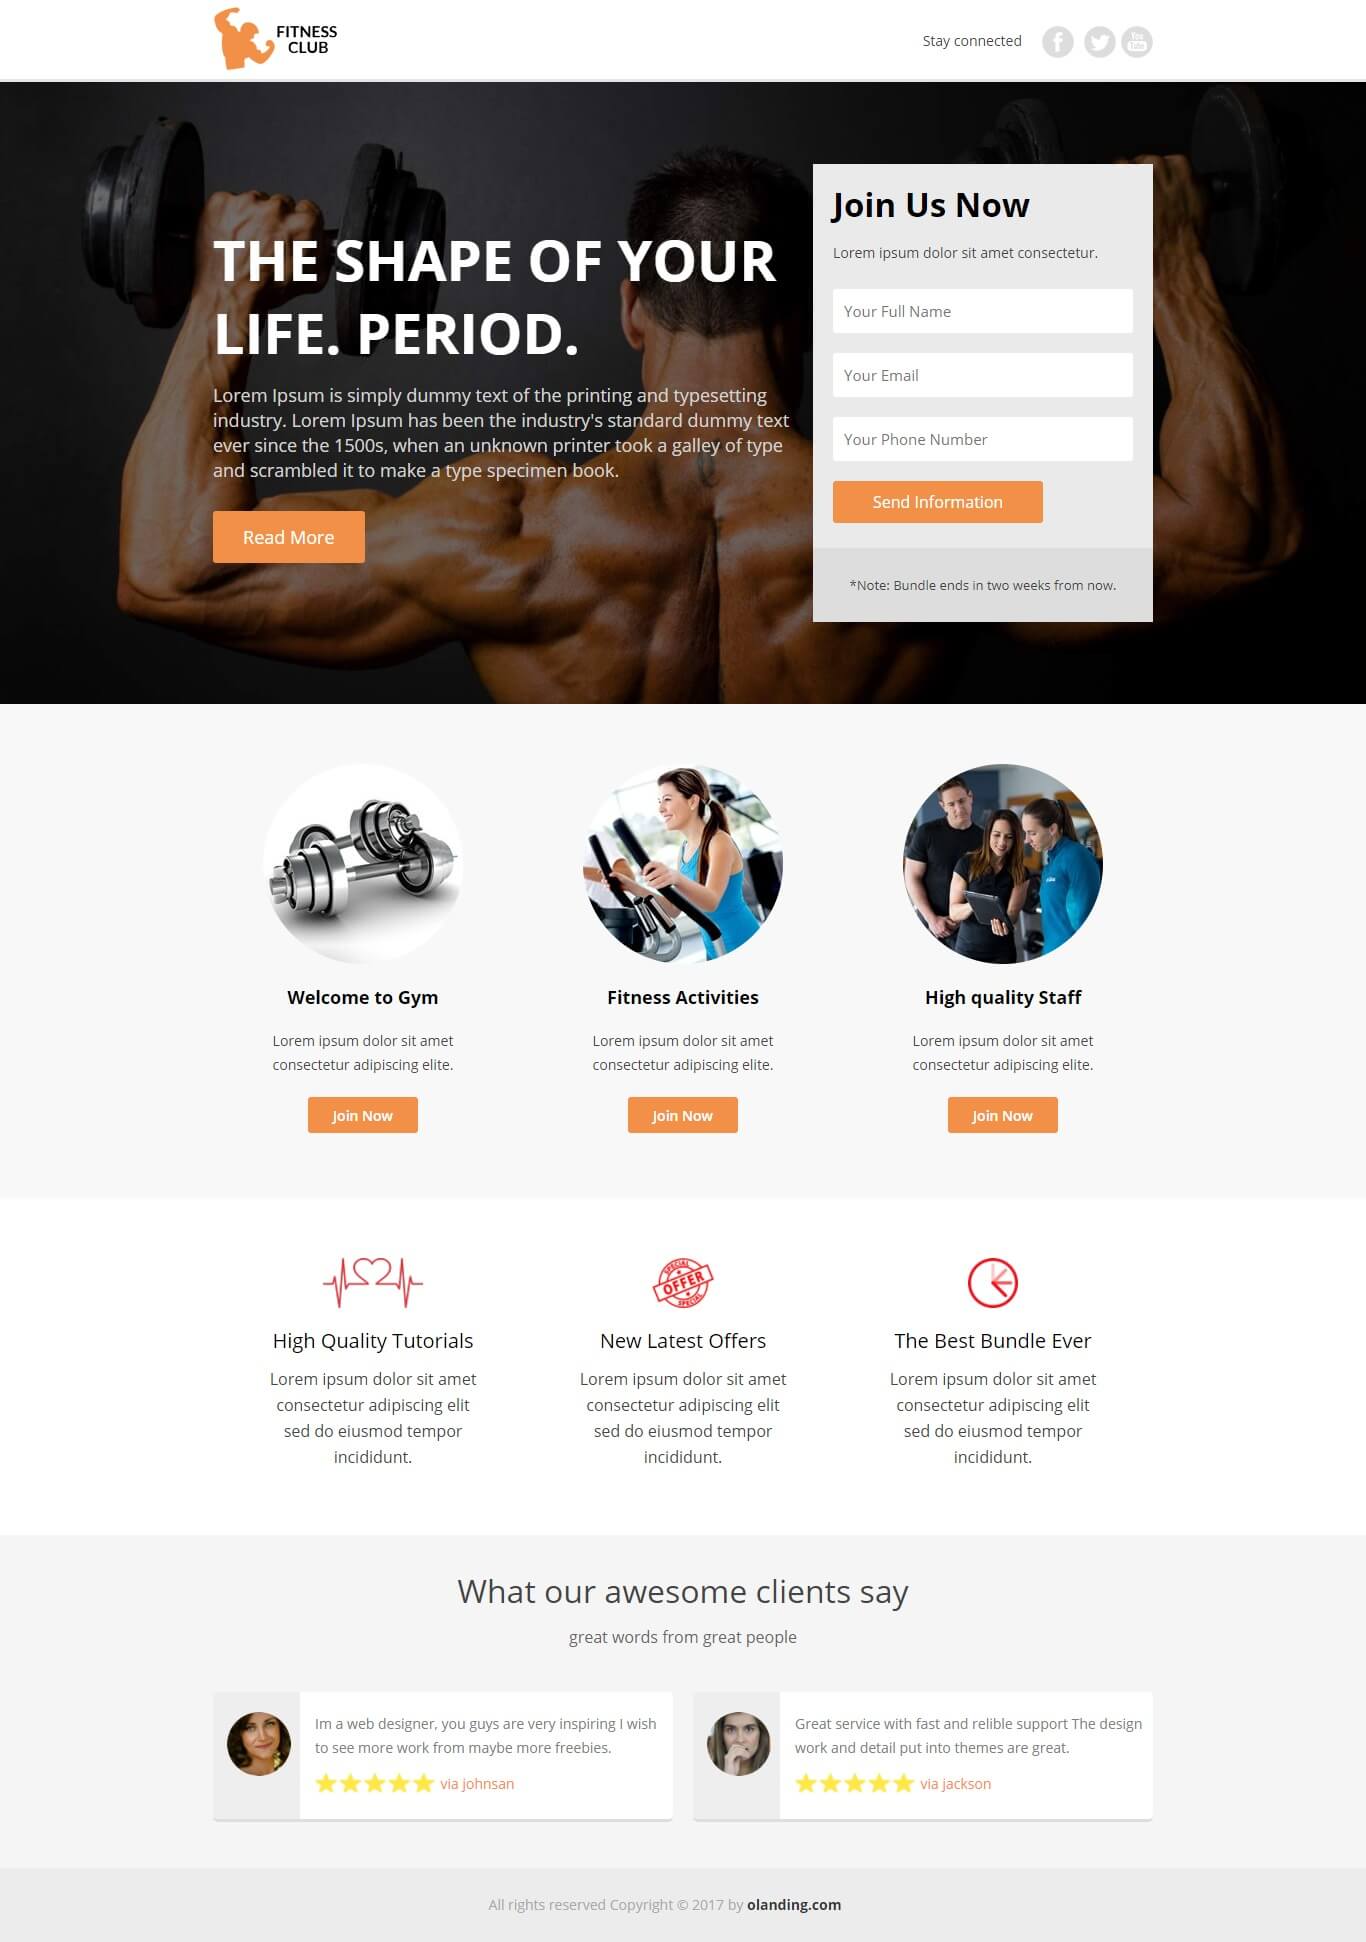 FITNESS
CLUB
Stay connected
You
Tube
THE SHAPE OF YOUR
LIFE. PERIOD.
Lorem Ipsum is simply dummy text of the printing and typesetting
industry. Lorem Ipsum has been the industry's standard dummy text
ever since the 1500s, when an unknown printer took a galley of type
and scrambled it to make a type specimen book.
Read More
Join Us Now
Lorem ipsum dolor sit amet consectetur.
Your Full Name
Your Email
Your Phone Number
Send Information
*Note: Bundle ends in two weeks from now.
Welcome to Gym
Lorem ipsum dolor sit amet
consectetur adipiscing elite.
Join Now
Fitness Activities
Lorem ipsum dolor sit amet
consectetur adipiscing elite.
Join Now
High quality Staff
Lorem ipsum dolor sit amet
consectetur adipiscing elite.
Join Now
High Quality Tutorials
Lorem ipsum dolor sit amet
consectetur adipiscing elit
sed do eiusmod tempor
incididunt.
SPECIAL
OFFER
SPECIAL
New Latest Offers
Lorem ipsum dolor sit amet
consectetur adipiscing elit
sed do eiusmod tempor
incididunt.
The Best Bundle Ever
Lorem ipsum dolor sit amet
consectetur adipiscing elit
sed do eiusmod tempor
incididunt.
What our awesome clients say
great words from great people
Im a web designer, you guys are very inspiring I wish
to see more work from maybe more freebies.
via johnsan
Great service with fast and relible support The design
work and detail put into themes are great.
via jackson
All rights reserved Copyright © 2017 by olanding.com